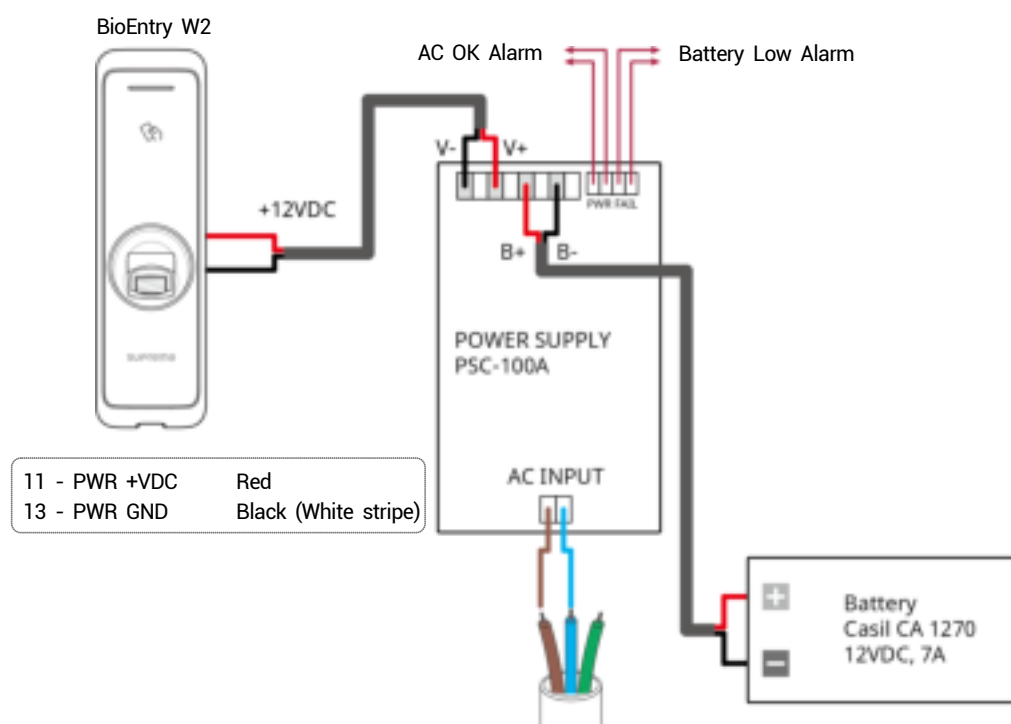 BioEntry W2
AC OK Alarm
Battery Low Alarm
V-
V+
PWR FAIL
+12VDC
B+
B-
POWER SUPPLY
PSC-100A
suprema
11 - PWR +VDC Red
13 - PWR GND Black (White stripe)
AC INPUT
+
Battery
Casil CA 1270
12VDC, 7A
-